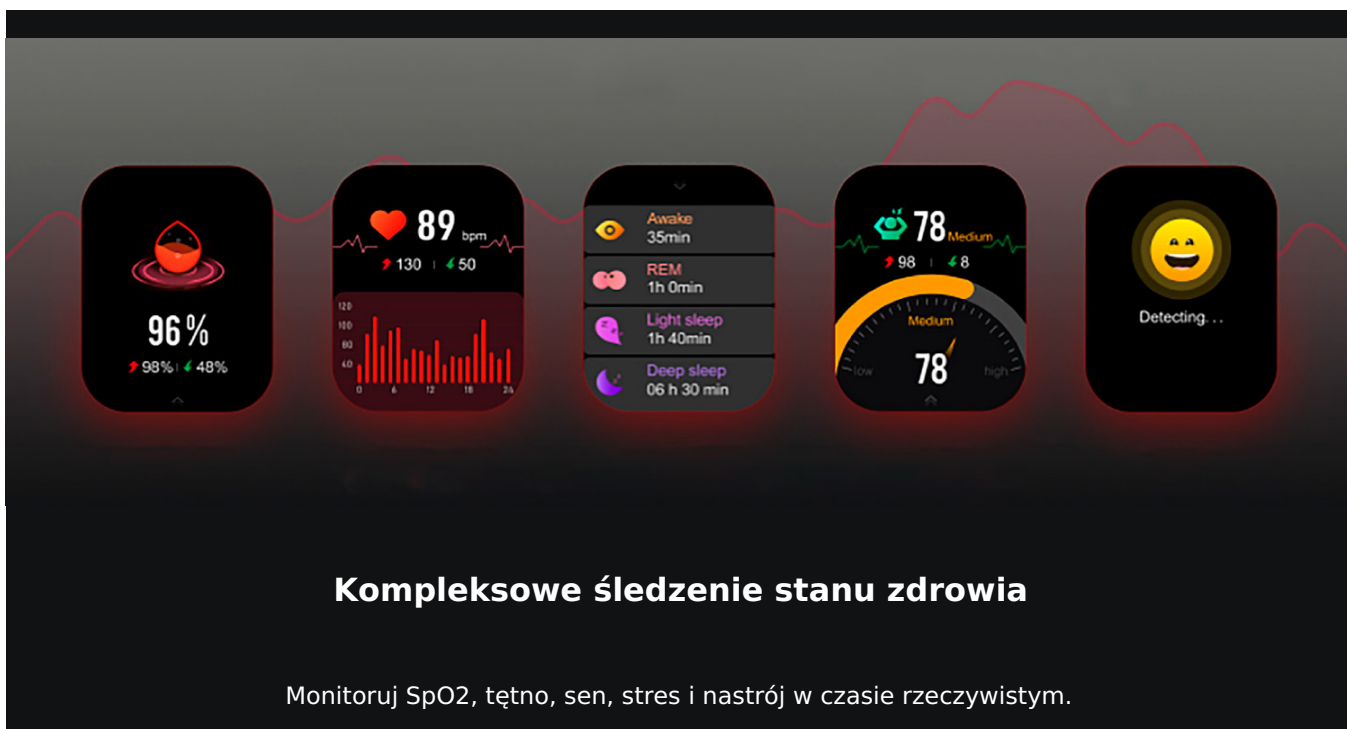 96%
98% 48%
89 bpm
130 50
120
100
80
60
0 6 12 18 24
Awake
35min
REM
1h 0min
Light sleep
1h 40min
Deep sleep
06 h 30 min
78 Medium
98 8
Medium
78
low high
Detecting...
Kompleksowe śledzenie stanu zdrowia
Monitoruj SpO2, tętno, sen, stres i nastrój w czasie rzeczywistym.